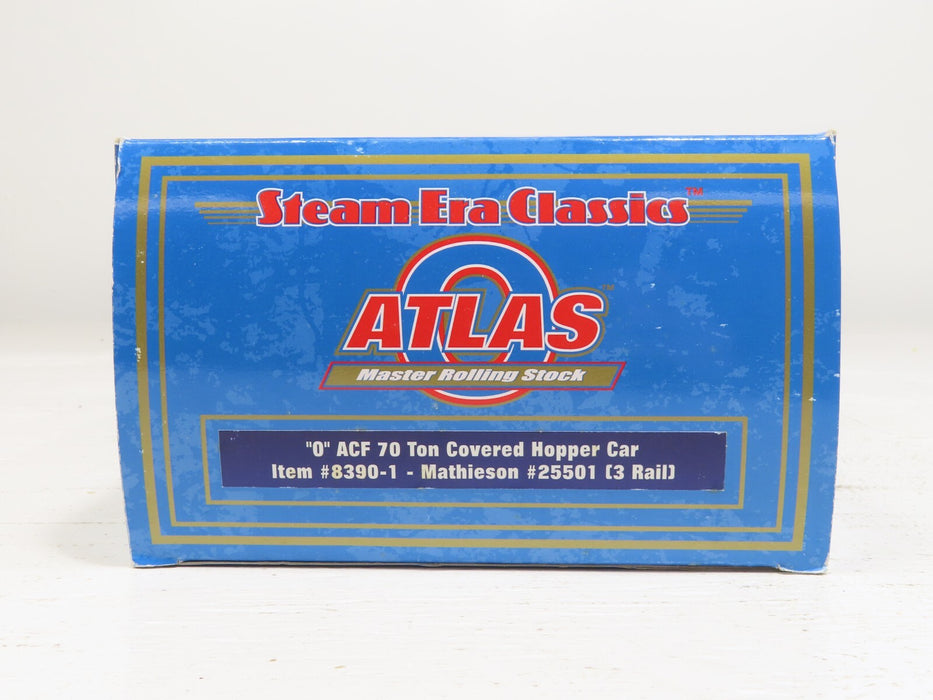 Steam Era Classics™
O
ATLAS™
Master Rolling Stock
"O" ACF 70 Ton Covered Hopper Car
Item #8390-1 - Mathieson #25501 (3 Rail)